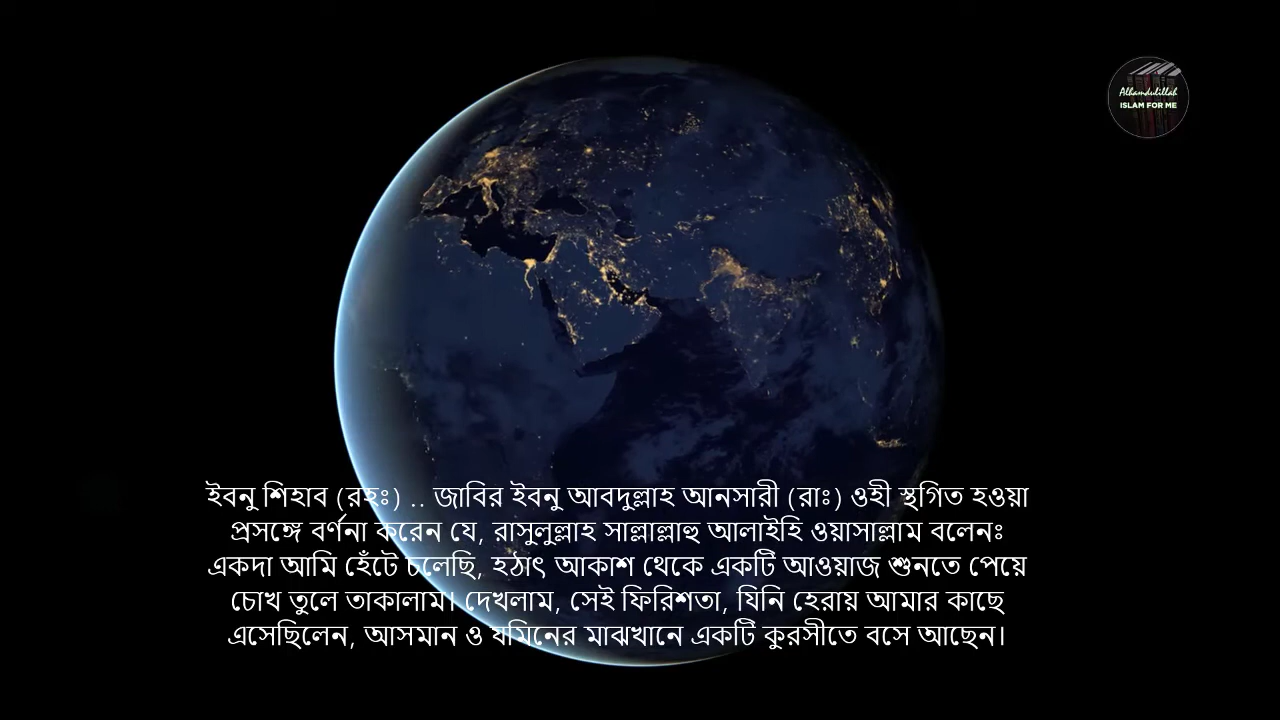 Alhamdulillah
ISLAM FOR ME
ইবনু শিহাব (রহঃ) .. জাবির ইবনু আবদুল্লাহ আনসারী (রাঃ) ওহী স্থগিত হওয়া
প্রসঙ্গে বর্ণনা করেন যে, রাসুলুল্লাহ সাল্লাল্লাহু আলাইহি ওয়াসাল্লাম বলেনঃ
একদা আমি হেঁটে চলেছি, হঠাৎ আকাশ থেকে একটি আওয়াজ শুনতে পেয়ে
চোখ তুলে তাকালাম। দেখলাম, সেই ফিরিশতা, যিনি হেরায় আমার কাছে
এসেছিলেন, আসমান ও যমিনের মাঝখানে একটি কুরসীতে বসে আছেন।